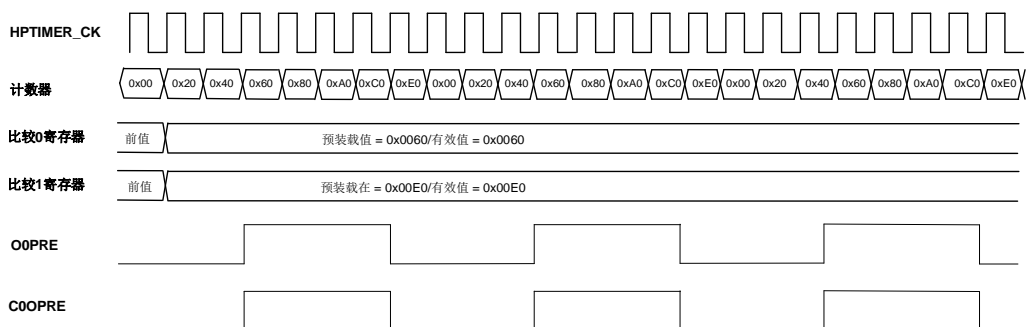 HPTIMER_CK
计数器 0x00 0x20 0x40 0x60 0x80 0xA0 0xC0 0xE0 0x00 0x20 0x40 0x60 0x80 0xA0 0xC0 0xE0 0x00 0x20 0x40 0x60 0x80 0xA0 0xC0 0xE0
比较0寄存器 前值 预装载值 = 0x0060/有效值 = 0x0060
比较1寄存器 前值 预装载在 = 0x00E0/有效值 = 0x00E0
O0PRE
C0OPRE